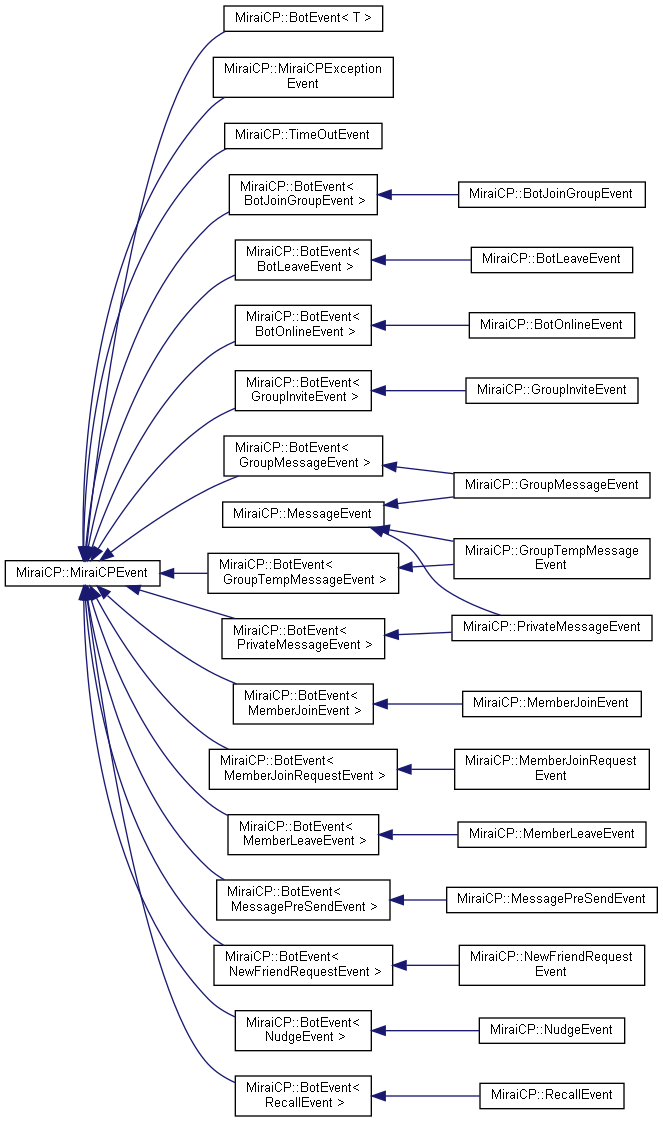 MiraiCP::BotEvent< T >
MiraiCP::MiraiCPException
Event
MiraiCP::TimeOutEvent
MiraiCP::BotEvent<
BotJoinGroupEvent >
MiraiCP::BotJoinGroupEvent
MiraiCP::BotEvent<
BotLeaveEvent >
MiraiCP::BotLeaveEvent
MiraiCP::BotEvent<
BotOnlineEvent >
MiraiCP::BotOnlineEvent
MiraiCP::BotEvent<
GroupInviteEvent >
MiraiCP::GroupInviteEvent
MiraiCP::BotEvent<
GroupMessageEvent >
MiraiCP::GroupMessageEvent
MiraiCP::MessageEvent
MiraiCP::MiraiCPEvent
MiraiCP::BotEvent<
GroupTempMessageEvent >
MiraiCP::GroupTempMessage
Event
MiraiCP::BotEvent<
PrivateMessageEvent >
MiraiCP::PrivateMessageEvent
MiraiCP::BotEvent<
MemberJoinEvent >
MiraiCP::MemberJoinEvent
MiraiCP::BotEvent<
MemberJoinRequestEvent >
MiraiCP::MemberJoinRequest
Event
MiraiCP::BotEvent<
MemberLeaveEvent >
MiraiCP::MemberLeaveEvent
MiraiCP::BotEvent<
MessagePreSendEvent >
MiraiCP::MessagePreSendEvent
MiraiCP::BotEvent<
NewFriendRequestEvent >
MiraiCP::NewFriendRequest
Event
MiraiCP::BotEvent<
NudgeEvent >
MiraiCP::NudgeEvent
MiraiCP::BotEvent<
RecallEvent >
MiraiCP::RecallEvent